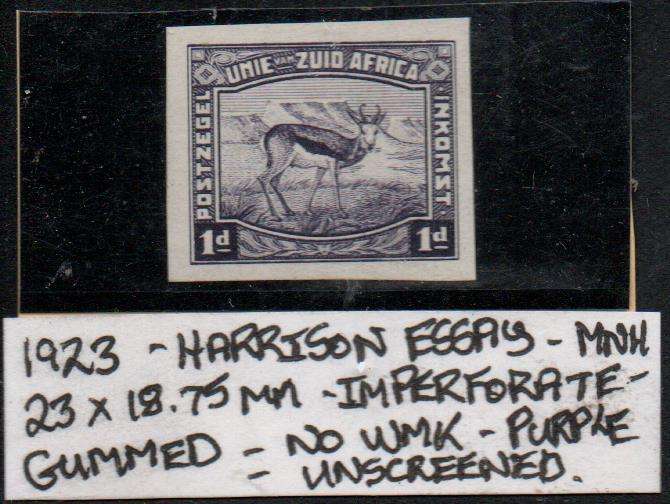 UNIE VAN ZUID AFRICA
POSTZEGEL
INKOMST
1d 1d
1923 - HARRISON ESSAY - MNH
23 x 18.75 MM - IMPERFORATE -
GUMMED - NO WMK - PURPLE
- UNSCREENED.